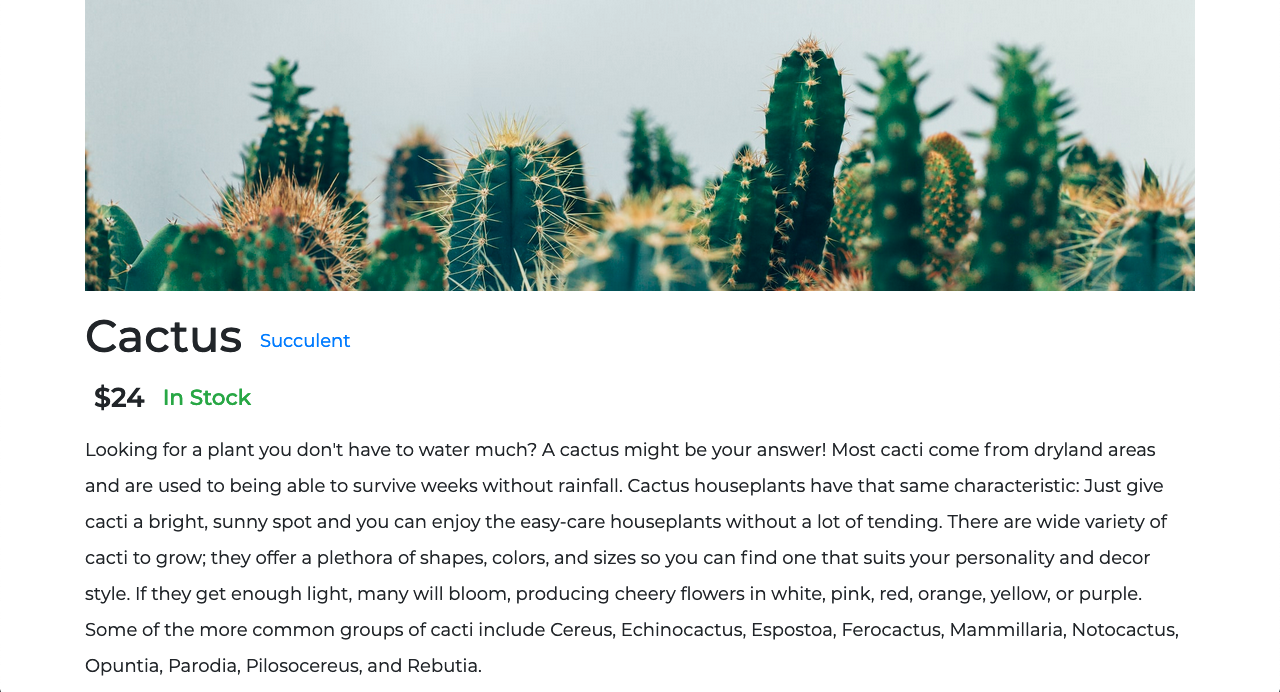 Cactus Succulent
$24 In Stock
Looking for a plant you don't have to water much? A cactus might be your answer! Most cacti come from dryland areas
and are used to being able to survive weeks without rainfall. Cactus houseplants have that same characteristic: Just give
cacti a bright, sunny spot and you can enjoy the easy-care houseplants without a lot of tending. There are wide variety of
cacti to grow; they offer a plethora of shapes, colors, and sizes so you can find one that suits your personality and decor
style. If they get enough light, many will bloom, producing cheery flowers in white, pink, red, orange, yellow, or purple.
Some of the more common groups of cacti include Cereus, Echinocactus, Espostoa, Ferocactus, Mammillaria, Notocactus,
Opuntia, Parodia, Pilosocereus, and Rebutia.